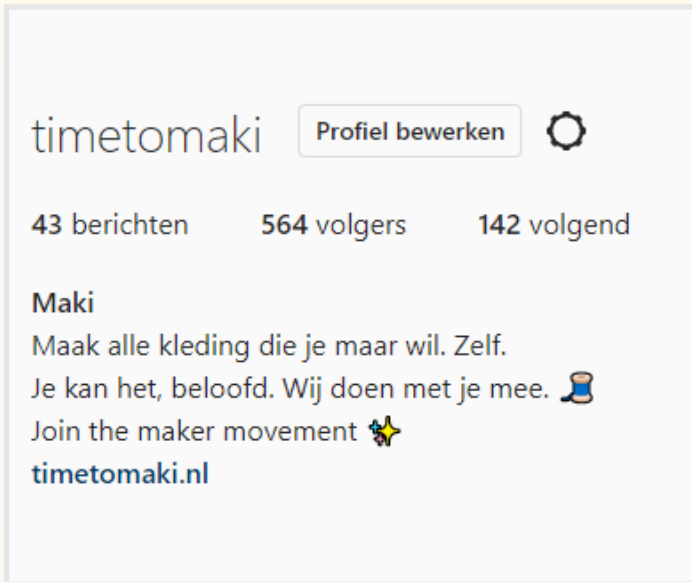 timetomaki Profiel bewerken
43 berichten 564 volgers 142 volgend
Maki
Maak alle kleding die je maar wil. Zelf.
Je kan het, beloofd. Wij doen met je mee. 🧵
Join the maker movement ✨
timetomaki.nl